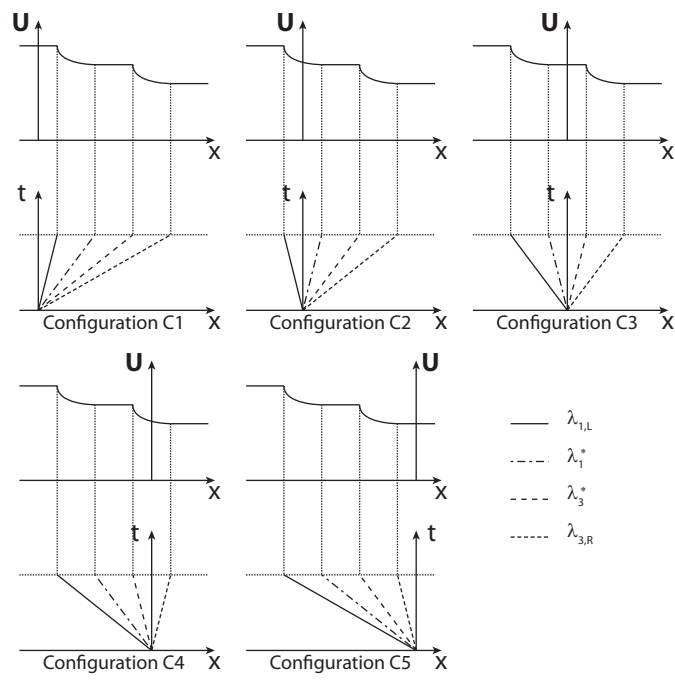 U U U
x x x
t t t
x x x
Configuration C1 Configuration C2 Configuration C3
U U
x x
t t
x x
Configuration C4 Configuration C5
λ1,L
λ1*
λ3*
λ3,R